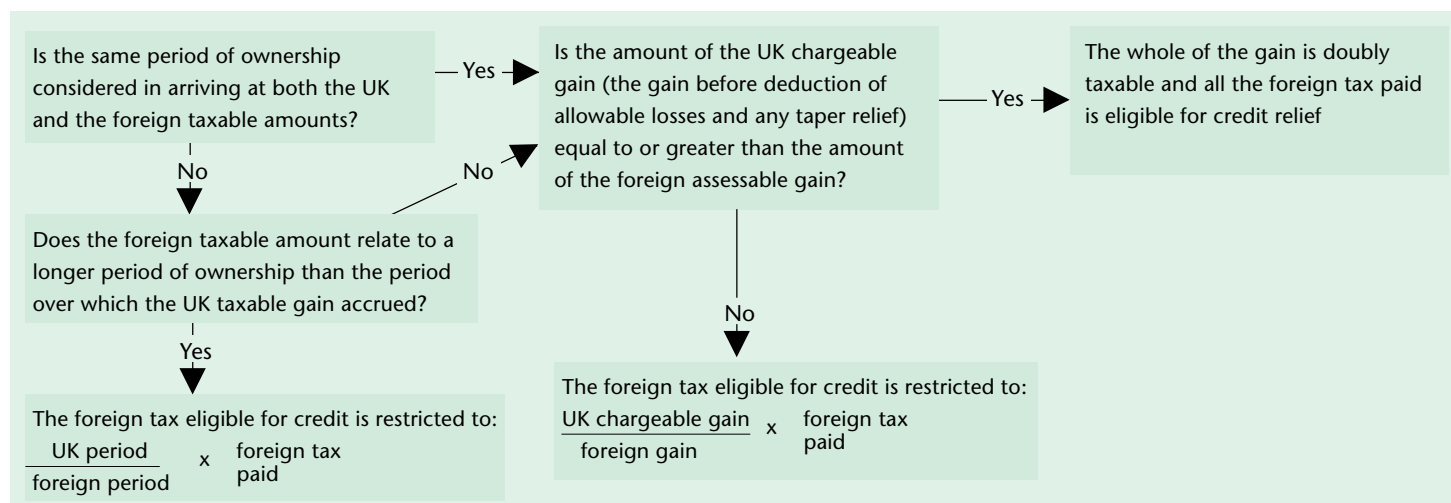 Is the same period of ownership
considered in arriving at both the UK
and the foreign taxable amounts?
Yes
Is the amount of the UK chargeable
gain (the gain before deduction of
allowable losses and any taper relief)
equal to or greater than the amount
of the foreign assessable gain?
Yes
The whole of the gain is doubly
taxable and all the foreign tax paid
is eligible for credit relief
No
No
Does the foreign taxable amount relate to a
longer period of ownership than the period
over which the UK taxable gain accrued?
Yes
No
The foreign tax eligible for credit is restricted to:
UK period
foreign period
x
foreign tax
paid
The foreign tax eligible for credit is restricted to:
UK chargeable gain
foreign gain
x
foreign tax
paid